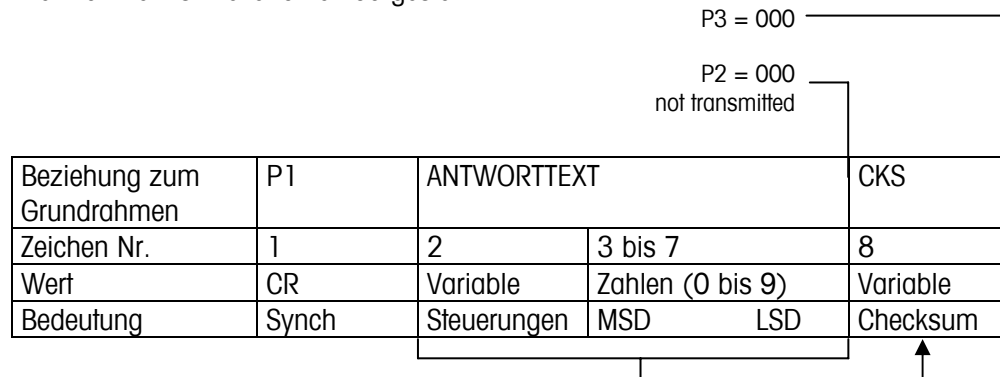 P3 = 000
P2 = 000
not transmitted
Beziehung zum Grundrahmen P1 ANTWORTTEXT CKS
Zeichen Nr. 1 2 3 bis 7 8
Wert CR Variable Zahlen (0 bis 9) Variable
Bedeutung Synch Steuerungen MSD LSD Checksum